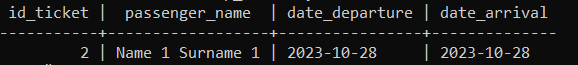 id_ticket | passenger_name | date_departure | date_arrival
-----------+------------------+----------------+--------------
2 | Name 1 Surname 1 | 2023-10-28 | 2023-10-28